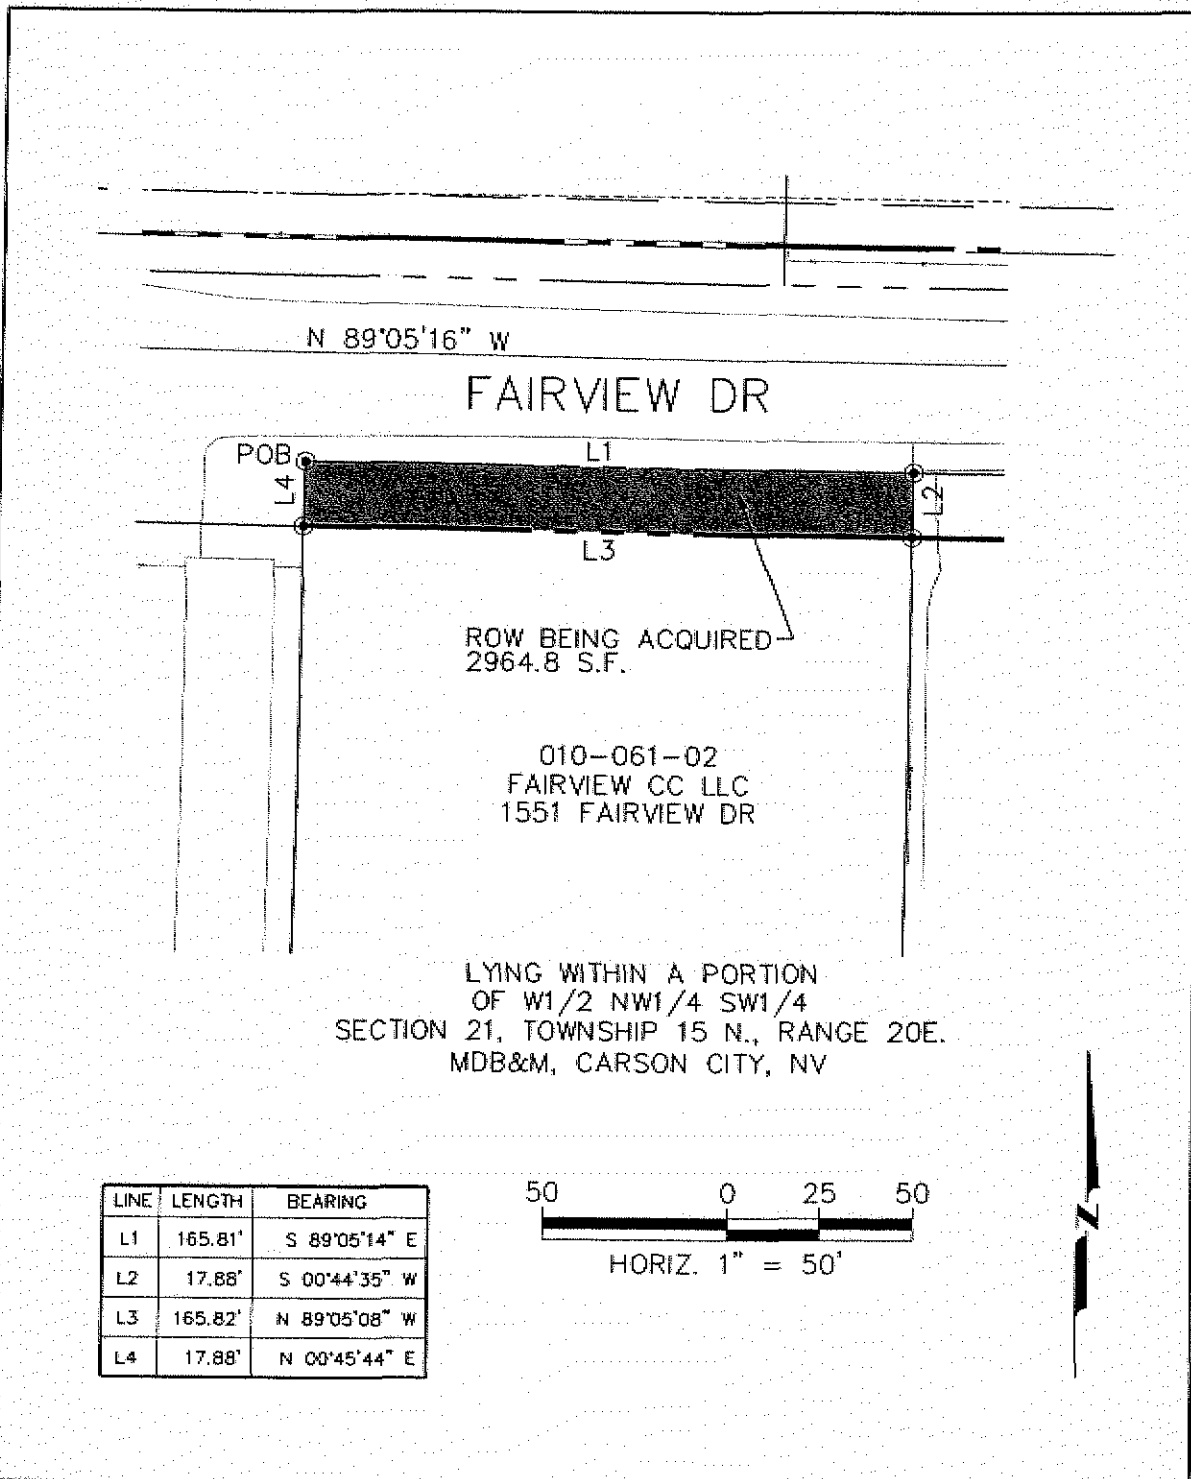 N 89°05'16" W
FAIRVIEW DR
POB
L1
L4
L2
L3
ROW BEING ACQUIRED
2964.8 S.F.
010-061-02
FAIRVIEW CC LLC
1551 FAIRVIEW DR
LYING WITHIN A PORTION
OF W1/2 NW1/4 SW1/4
SECTION 21, TOWNSHIP 15 N., RANGE 20E.
MDB&M, CARSON CITY, NV
LINE LENGTH BEARING
L1 165.81' S 89°05'14" E
L2 17.88' S 00°44'35" W
L3 165.82' N 89°05'08" W
L4 17.88' N 00°45'44" E
50 0 25 50
HORIZ. 1" = 50'
N